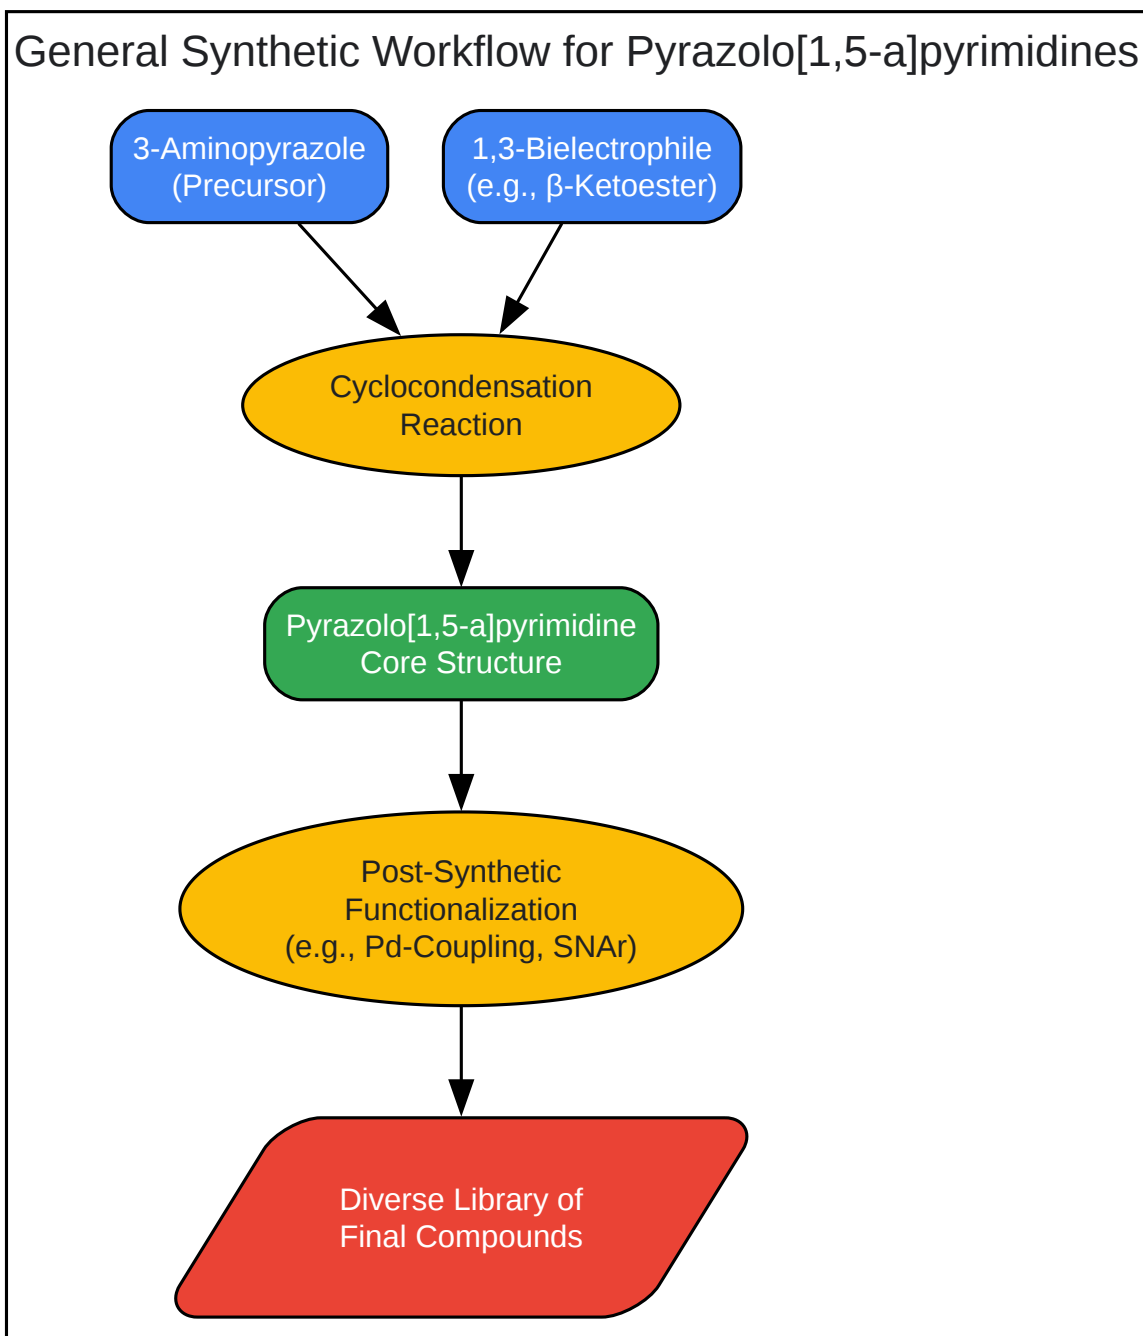 General Synthetic Workflow for Pyrazolo[1,5-a]pyrimidines
3-Aminopyrazole
(Precursor)
1,3-Bielectrophile
(e.g., β-Ketoester)
Cyclocondensation
Reaction
Pyrazolo[1,5-a]pyrimidine
Core Structure
Post-Synthetic
Functionalization
(e.g., Pd-Coupling, SNAr)
Diverse Library of
Final Compounds